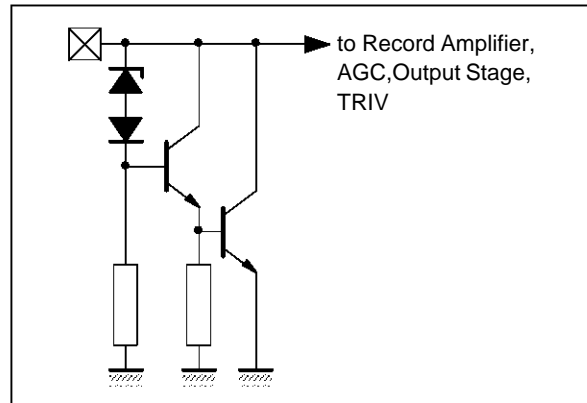 to Record Amplifier,
AGC,Output Stage,
TRIV